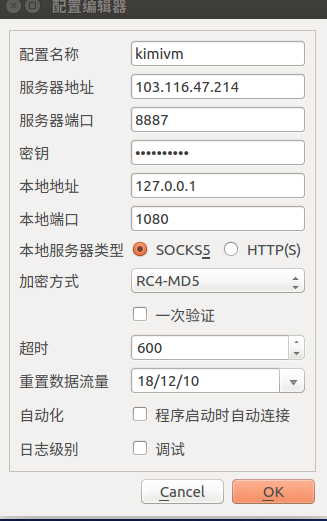 配置编辑器
配置名称 kimivm
服务器地址 103.116.47.214
服务器端口 8887
密钥 ••••••••••
本地地址 127.0.0.1
本地端口 1080
本地服务器类型 SOCKS5 HTTP(S)
加密方式 RC4-MD5
一次验证
超时 600
重置数据流量 18/12/10
自动化 程序启动时自动连接
日志级别 调试
Cancel OK